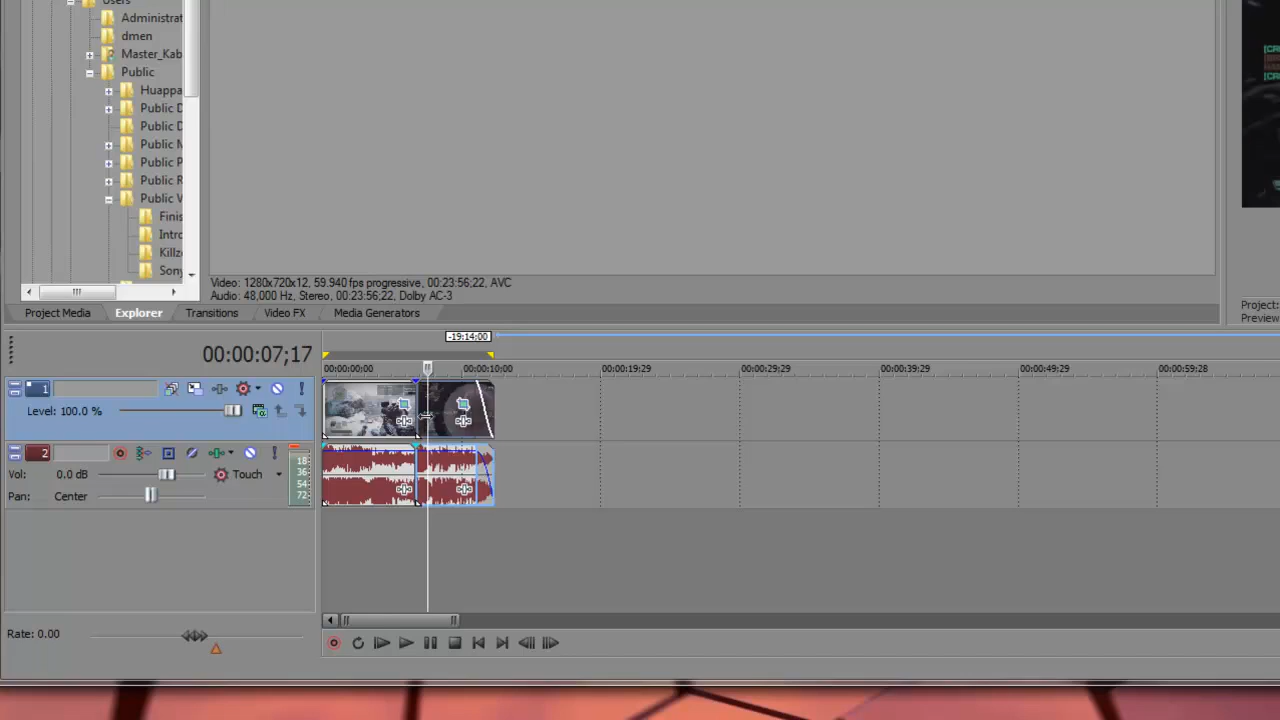 Users
Administrat
dmen
Master_Kab
Public
Huappa
Public D
Public D
Public M
Public P
Public R
Public V
Finis
Intro
Killz
Sony
Video: 1280x720x12, 59.940 fps progressive, 00:23:56;22, AVC
Audio: 48,000 Hz, Stereo, 00:23:56;22, Dolby AC-3
Project Media Explorer Transitions Video FX Media Generators
Project:
Preview
-19:14;00
00:00:07;17
00:00:00;00 00:00:10;00 00:00:19;29 00:00:29;29 00:00:39;29 00:00:49;29 00:00:59;28
1
Level: 100.0 %
2
Vol: 0.0 dB Touch
Pan: Center
18
36
54
72
Rate: 0.00